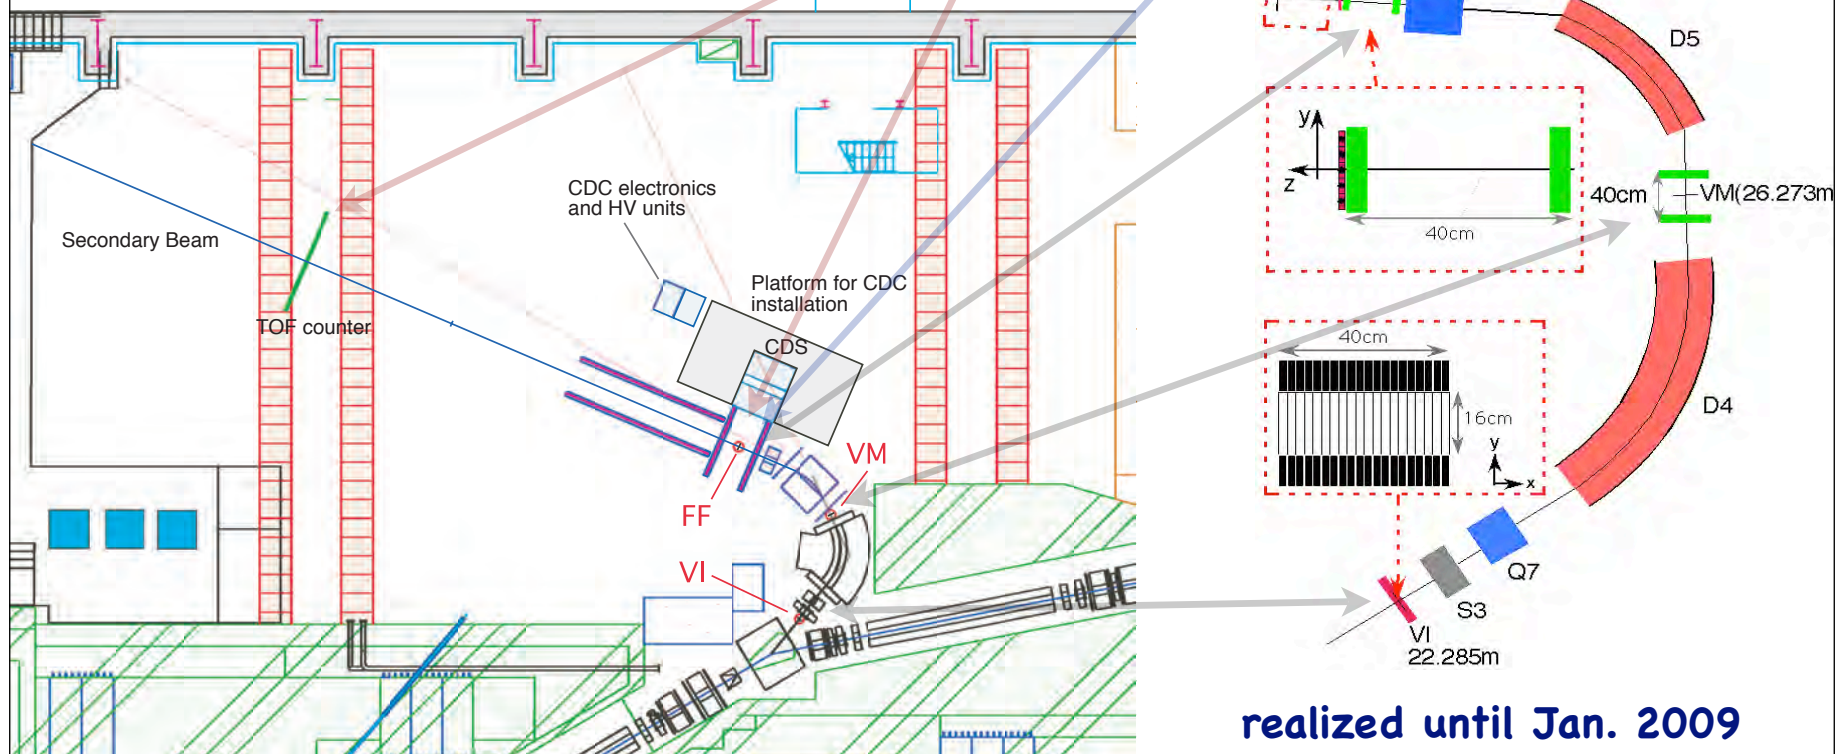 CDC electronics
and HV units
Secondary Beam
Platform for CDC
installation
TOF counter
CDS
VM
FF
VI
D5
y
z
40cm
40cm
VM(26.273m
40cm
16cm
y
x
D4
Q7
S3
VI
22.285m
realized until Jan. 2009